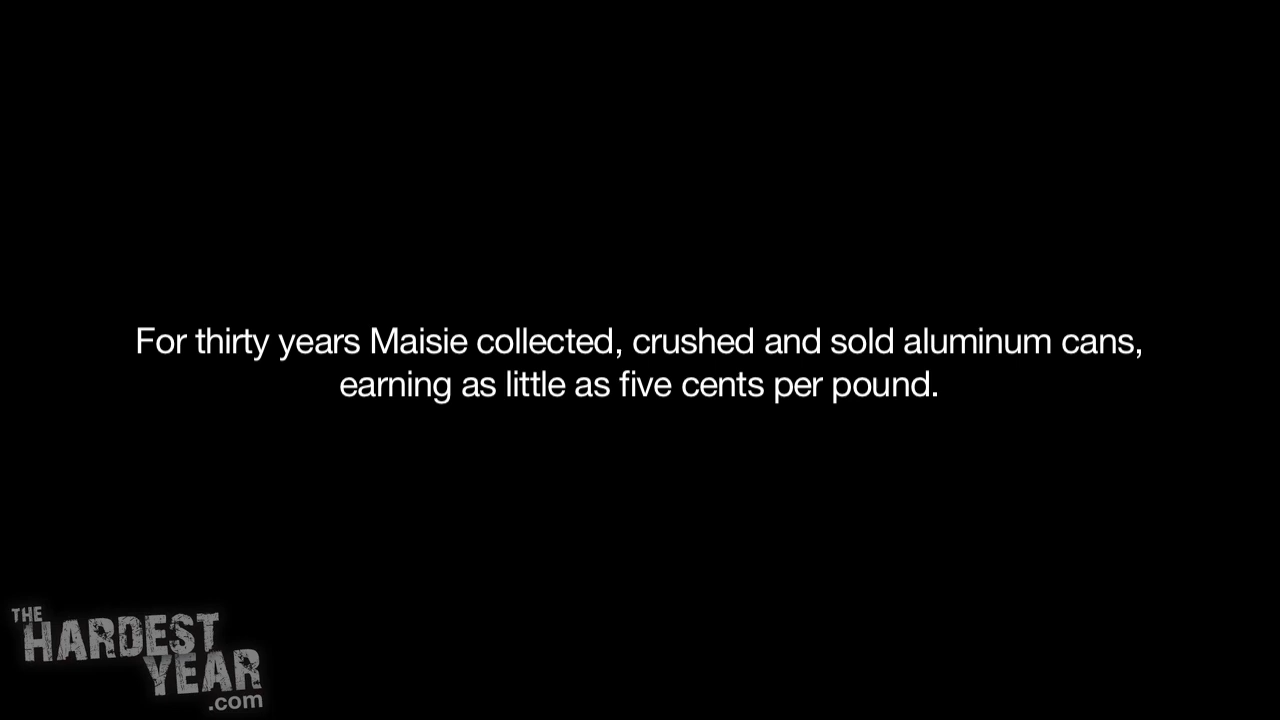 For thirty years Maisie collected, crushed and sold aluminum cans,
earning as little as five cents per pound.
THE
HARDEST
YEAR
.com